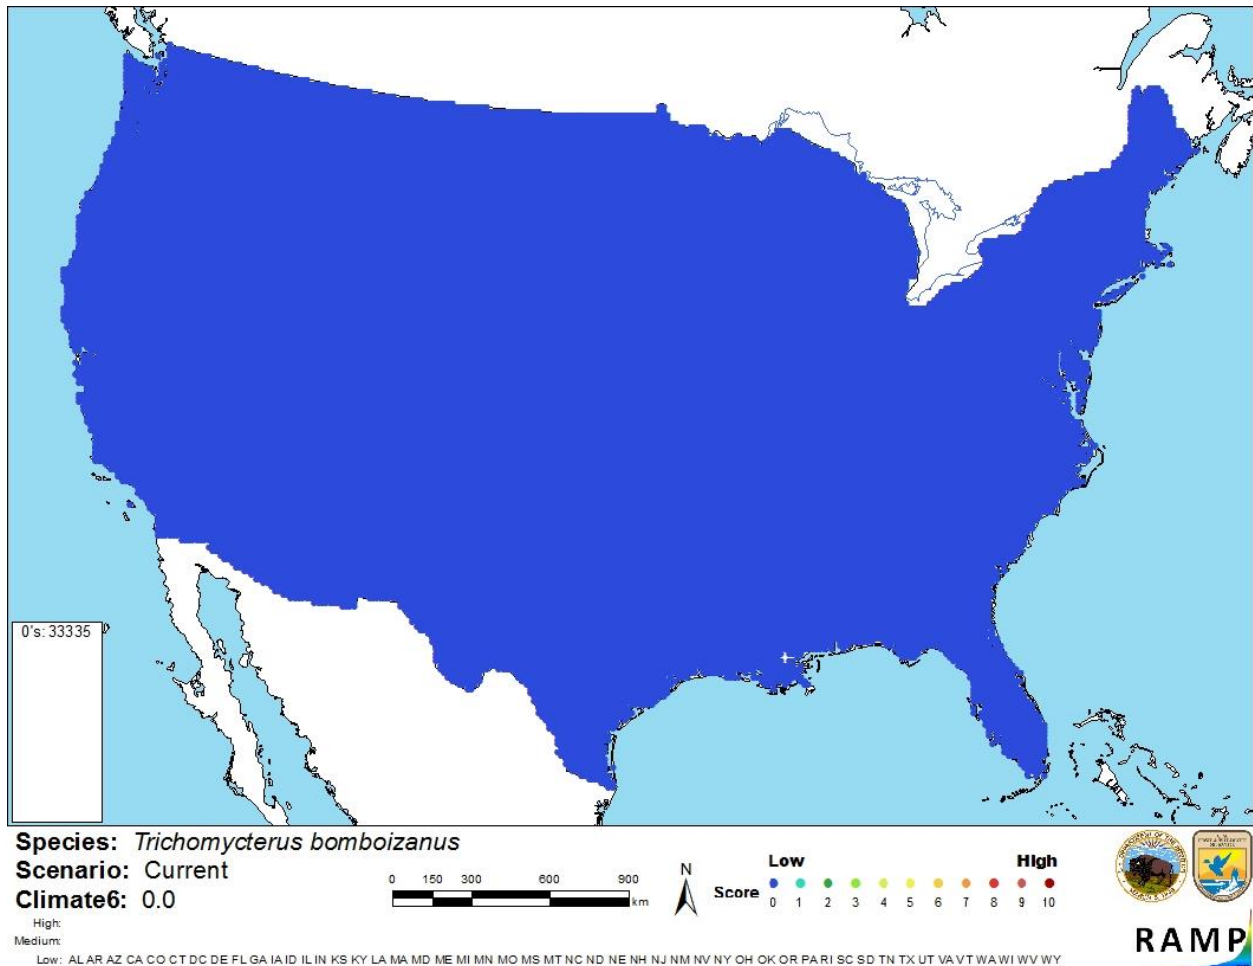 0's: 33335
Species: Trichomycterus bomboizanus
Scenario: Current
Climate6: 0.0
High:
Medium:
Low: AL AR AZ CA CO CT DC DE FL GA IA ID IL IN KS KY LA MA MD ME MI MN MO MS MT NC ND NE NH NJ NM NV NY OH OK OR PA RI SC SD TN TX UT VA VT WA WI WV WY
0 150 300 600 900
km
N
Low High
Score
0 1 2 3 4 5 6 7 8 9 10
RAMP